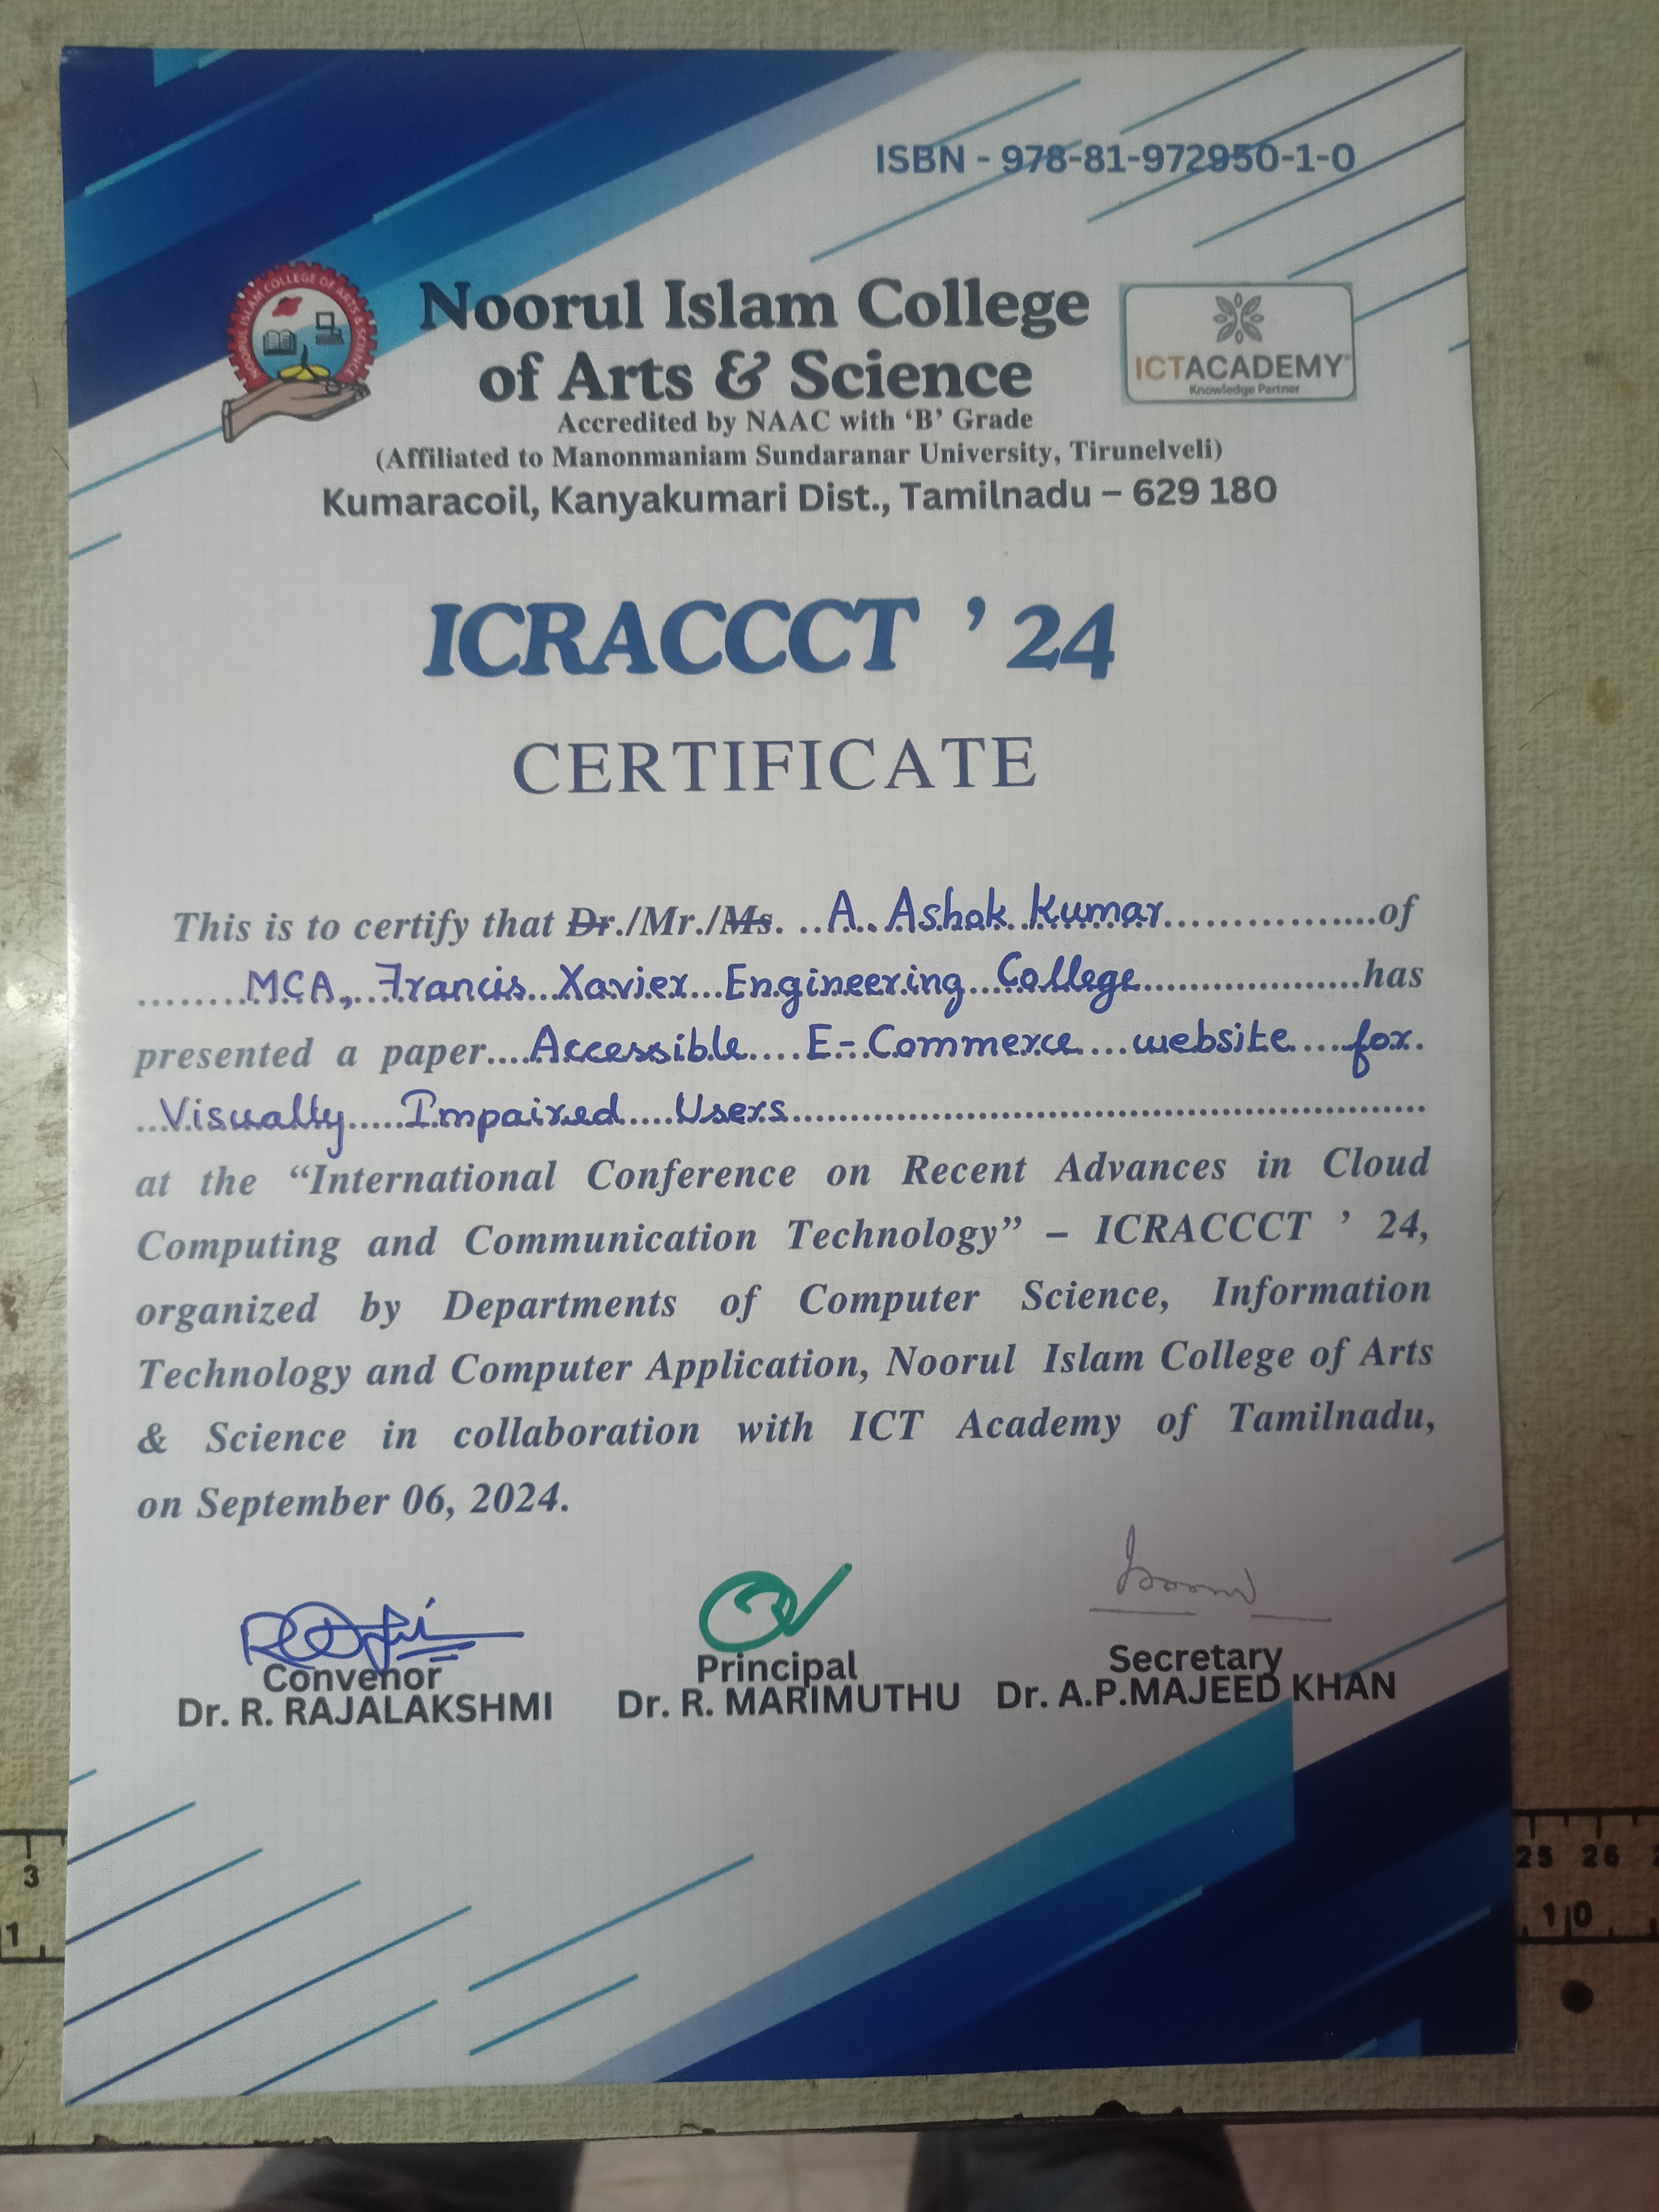 ISBN - 978-81-972950-1-0
NOORUL ISLAM COLLEGE OF ARTS & SCIENCE
Noorul Islam College
of Arts & Science
ICTACADEMY
Knowledge Partner
Accredited by NAAC with ‘B’ Grade
(Affiliated to Manonmaniam Sundaranar University, Tirunelveli)
Kumaracoil, Kanyakumari Dist., Tamilnadu – 629 180
ICRACCCT ’ 24
CERTIFICATE
This is to certify that Dr./Mr./Ms. ..A. Ashok Kumar.................of
........MCA, Francis Xavier Engineering College....................has
presented a paper....Accessible....E-Commerce...website....for.
..Visually.....Impaired....Users..................................................
at the “International Conference on Recent Advances in Cloud
Computing and Communication Technology” – ICRACCCT ’ 24,
organized by Departments of Computer Science, Information
Technology and Computer Application, Noorul Islam College of Arts
& Science in collaboration with ICT Academy of Tamilnadu,
on September 06, 2024.
Convenor
Dr. R. RAJALAKSHMI
Principal
Dr. R. MARIMUTHU
Secretary
Dr. A.P.MAJEED KHAN
3
1
25 26
10